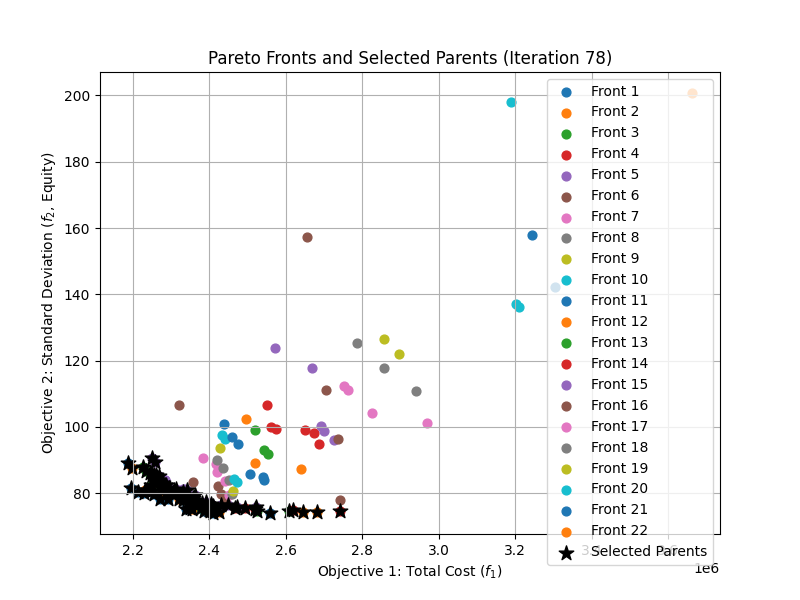 Pareto Fronts and Selected Parents (Iteration 78)
Objective 2: Standard Deviation (f₂, Equity)
200
180
160
140
120
100
80
2.2
2.4
2.6
2.8
3.0
3.2
1e6
Objective 1: Total Cost (f₁)
Front 1
Front 2
Front 3
Front 4
Front 5
Front 6
Front 7
Front 8
Front 9
Front 10
Front 11
Front 12
Front 13
Front 14
Front 15
Front 16
Front 17
Front 18
Front 19
Front 20
Front 21
Front 22
Selected Parents